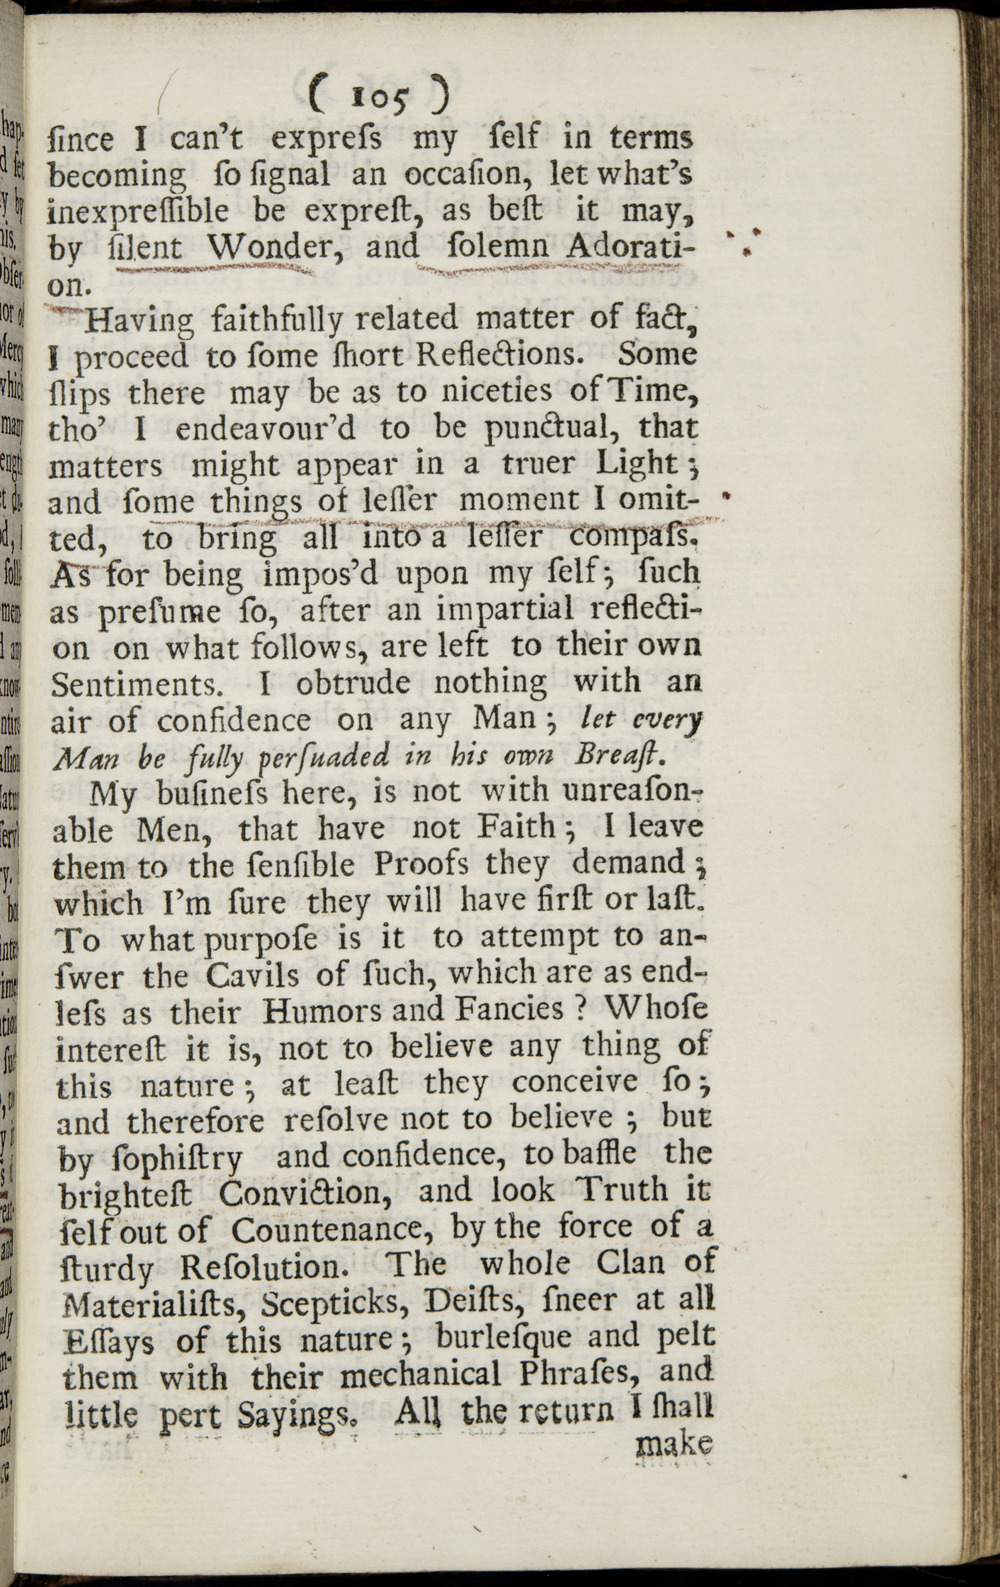 ( 105 )
ſince I can't expreſs my ſelf in terms
becoming ſo ſignal an occaſion, let what's
inexpreſſible be expreſt, as beſt it may,
by ſilent Wonder, and ſolemn Adorati-
on.
Having faithfully related matter of fact,
I proceed to ſome ſhort Reflections. Some
ſlips there may be as to niceties of Time,
tho' I endeavour'd to be punctual, that
matters might appear in a truer Light;
and ſome things of leſſer moment I omit-
ted, to bring all into a leſſer compaſs.
As for being impos'd upon my ſelf; ſuch
as preſume ſo, after an impartial reflecti-
on on what follows, are left to their own
Sentiments. I obtrude nothing with an
air of confidence on any Man; let every
Man be fully perſuaded in his own Breaſt.
My buſineſs here, is not with unreaſon-
able Men, that have not Faith; I leave
them to the ſenſible Proofs they demand;
which I'm ſure they will have firſt or laſt.
To what purpoſe is it to attempt to an-
ſwer the Cavils of ſuch, which are as end-
leſs as their Humors and Fancies? Whoſe
intereſt it is, not to believe any thing of
this nature; at leaſt they conceive ſo;
and therefore reſolve not to believe; but
by ſophiſtry and confidence, to baffle the
brighteſt Conviction, and look Truth it
ſelf out of Countenance, by the force of a
ſturdy Reſolution. The whole Clan of
Materialiſts, Scepticks, Deiſts, ſneer at all
Eſſays of this nature; burleſque and pelt
them with their mechanical Phraſes, and
little pert Sayings. All the return I ſhall
make